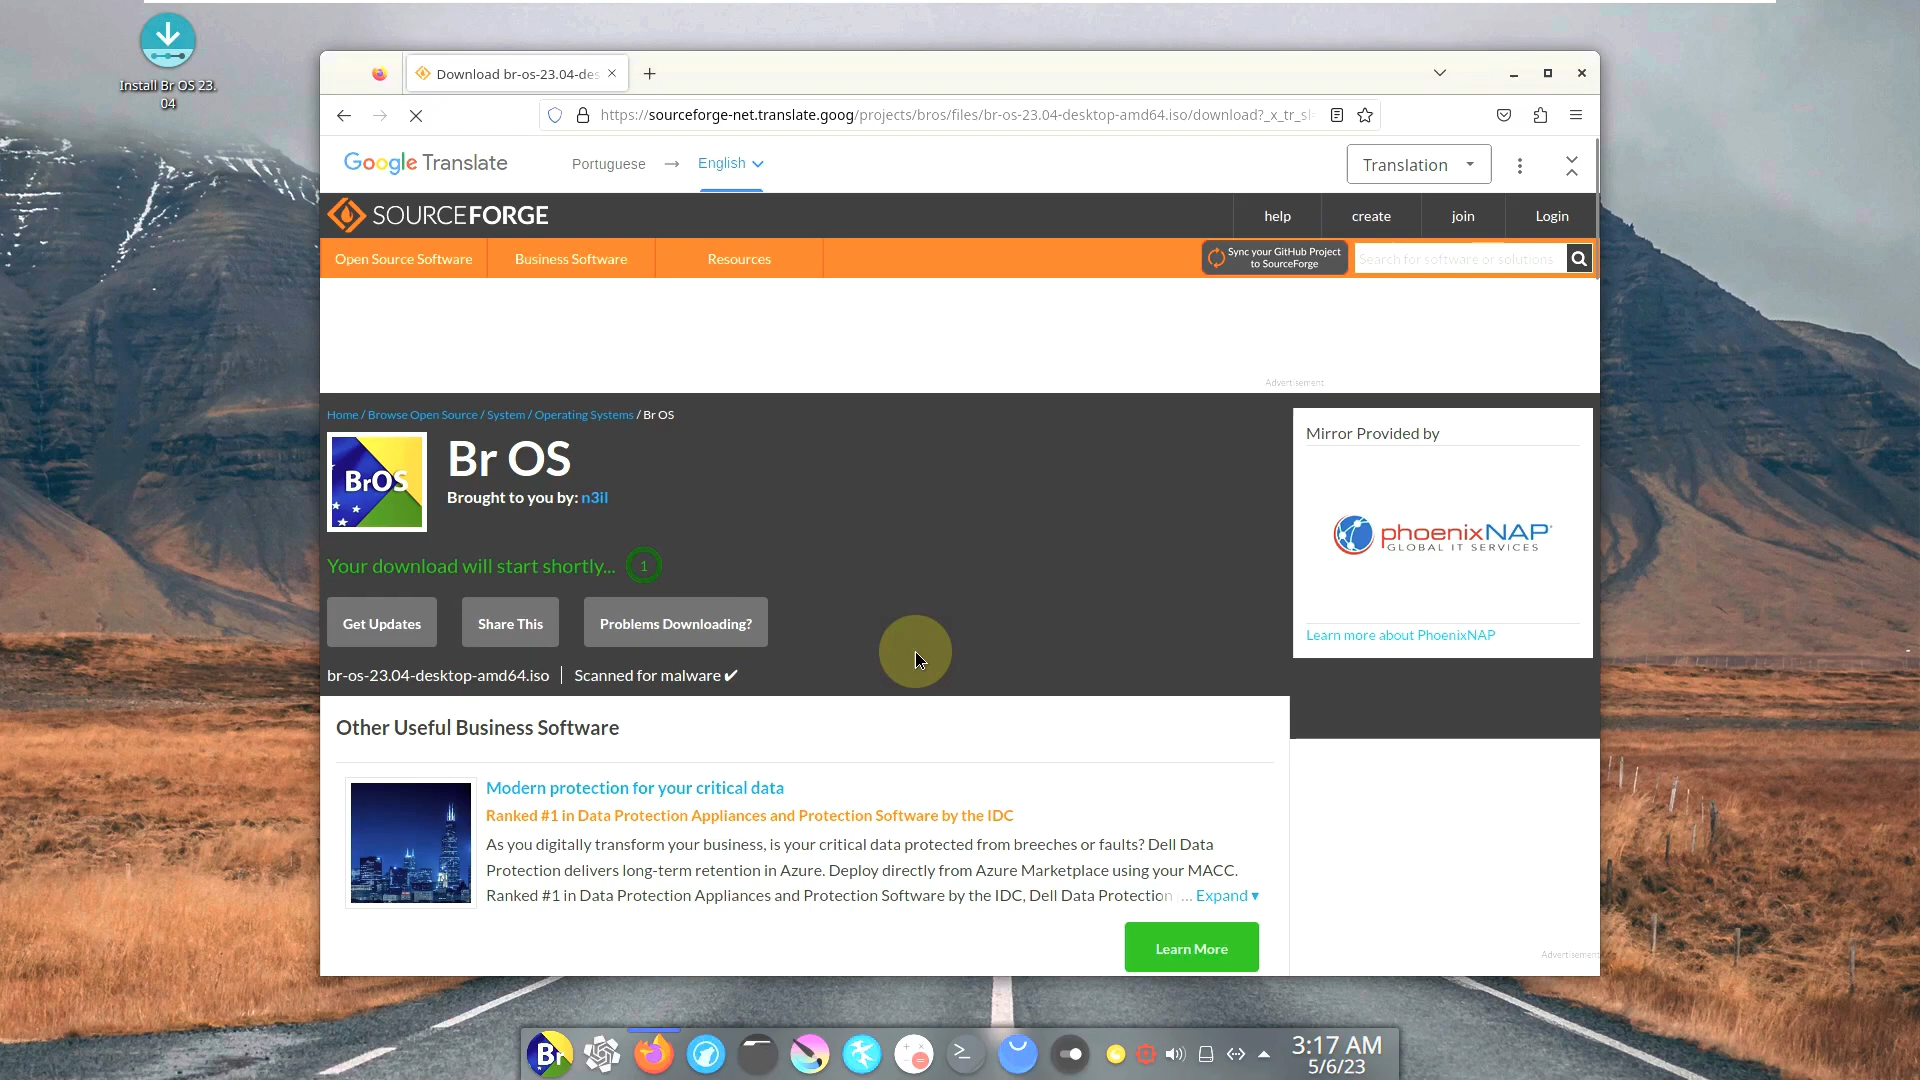 Install Br OS 23.
04
Download br-os-23.04-des
https://sourceforge-net.translate.goog/projects/bros/files/br-os-23.04-desktop-amd64.iso/download?_x_tr_sl
Google Translate
Portuguese → English
Translation
SOURCEFORGE
help
create
join
Login
Open Source Software
Business Software
Resources
Sync your GitHub Project
to SourceForge
Search for software or solutions
Advertisement
Home / Browse Open Source / System / Operating Systems / Br OS
BrOS
Br OS
Brought to you by: n3il
Mirror Provided by
phoenixNAP
GLOBAL IT SERVICES
Learn more about PhoenixNAP
Your download will start shortly... 1
Get Updates
Share This
Problems Downloading?
br-os-23.04-desktop-amd64.iso | Scanned for malware ✔
Other Useful Business Software
Modern protection for your critical data
Ranked #1 in Data Protection Appliances and Protection Software by the IDC
As you digitally transform your business, is your critical data protected from breeches or faults? Dell Data
Protection delivers long-term retention in Azure. Deploy directly from Azure Marketplace using your MACC.
Ranked #1 in Data Protection Appliances and Protection Software by the IDC, Dell Data Protection ... Expand ▾
Learn More
Advertisement
Br
3:17 AM
5/6/23